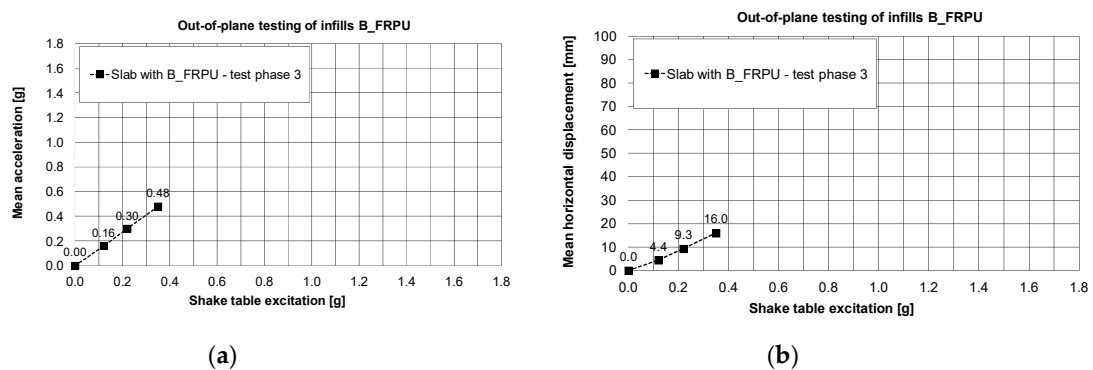 Out-of-plane testing of infills B_FRPU
Mean acceleration [g]
1.8
1.6
1.4
1.2
1.0
0.8
0.6
0.4
0.2
0.0
Slab with B_FRPU - test phase 3
0.00
0.16
0.30
0.48
0.0 0.2 0.4 0.6 0.8 1.0 1.2 1.4 1.6 1.8
Shake table excitation [g]
(a)
Out-of-plane testing of infills B_FRPU
Mean horizontal displacement [mm]
100
90
80
70
60
50
40
30
20
10
0
Slab with B_FRPU - test phase 3
0.0
4.4
9.3
16.0
0.0 0.2 0.4 0.6 0.8 1.0 1.2 1.4 1.6 1.8
Shake table excitation [g]
(b)